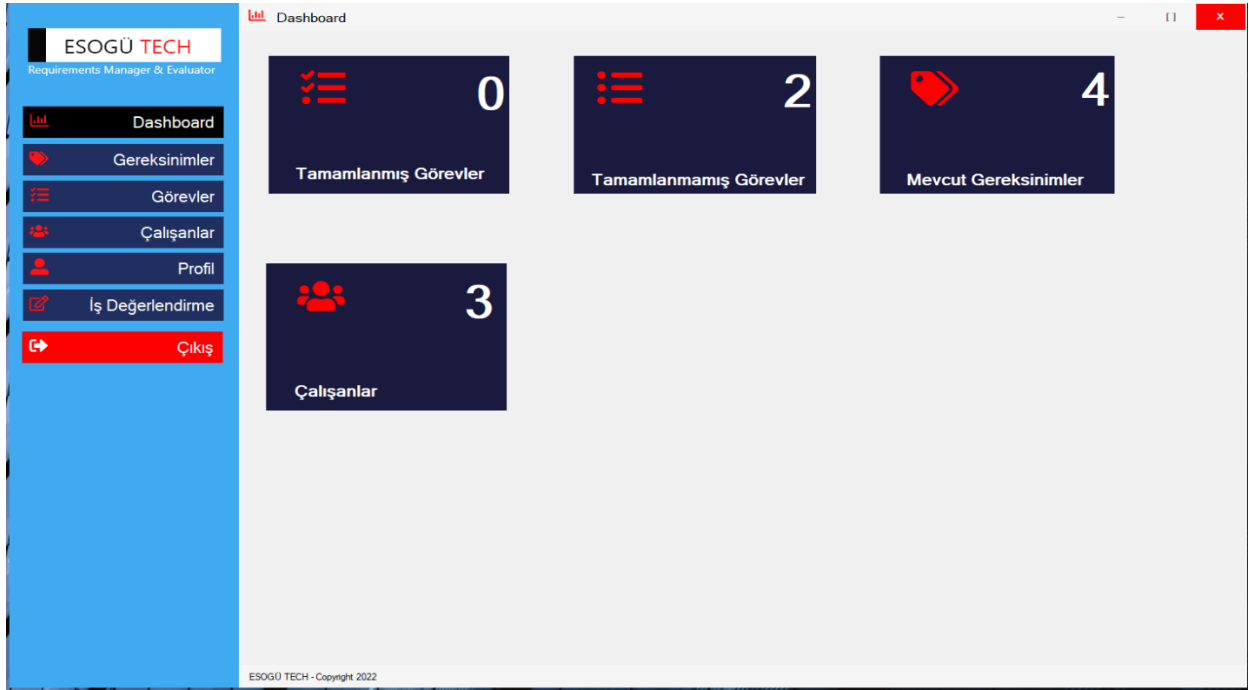 ESOGÜ TECH
Requirements Manager & Evaluator
Dashboard
Gereksinimler
Görevler
Çalışanlar
Profil
İş Değerlendirme
Çıkış
Dashboard
- [ ] X
0
Tamamlanmış Görevler
2
Tamamlanmamış Görevler
4
Mevcut Gereksinimler
3
Çalışanlar
ESOGÜ TECH - Copyright 2022